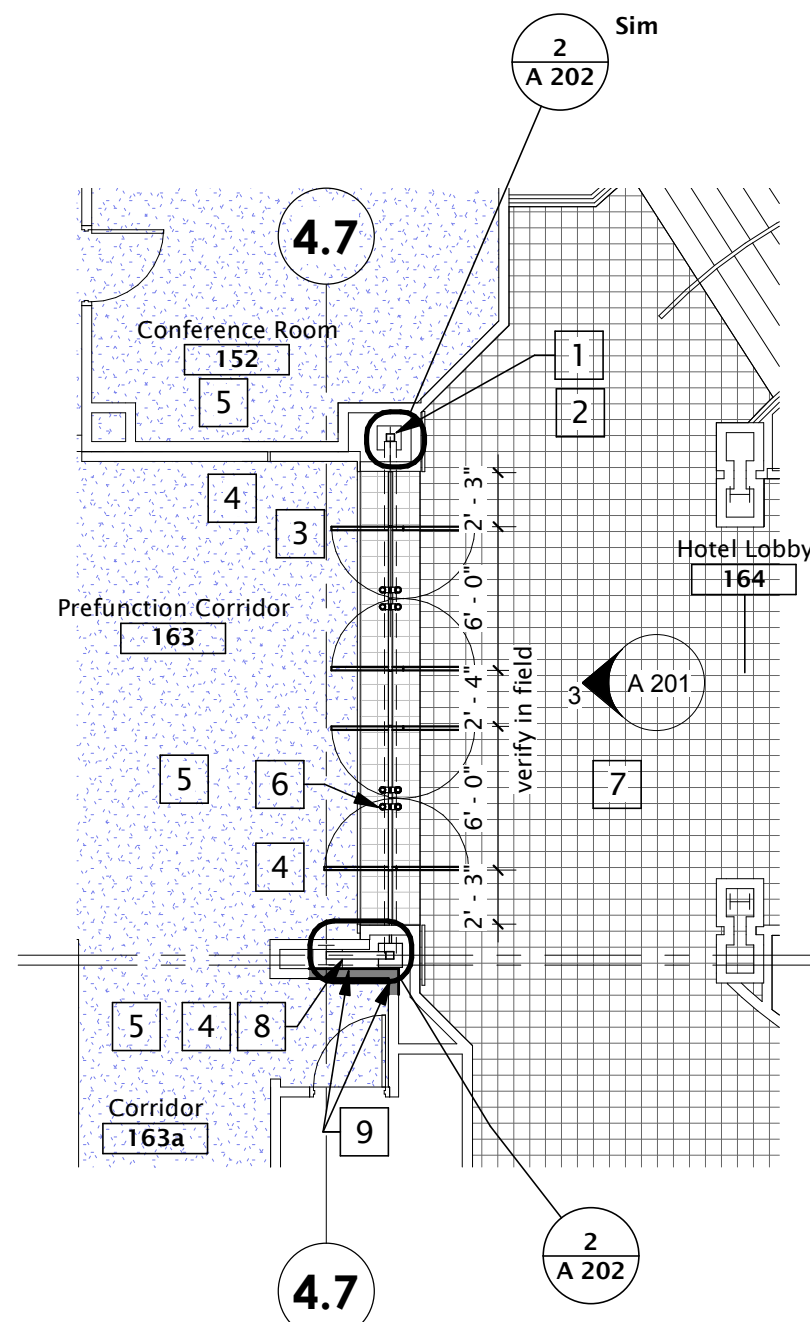 Sim
2
A 202
4.7
Conference Room
152
5
1
2
4
3
2' - 3"
Hotel Lobby
164
6' - 0"
Prefunction Corridor
163
2' - 4"
3
A 201
verify in field
5
6
7
6' - 0"
4
2' - 3"
5
4
8
Corridor
163a
9
2
A 202
4.7